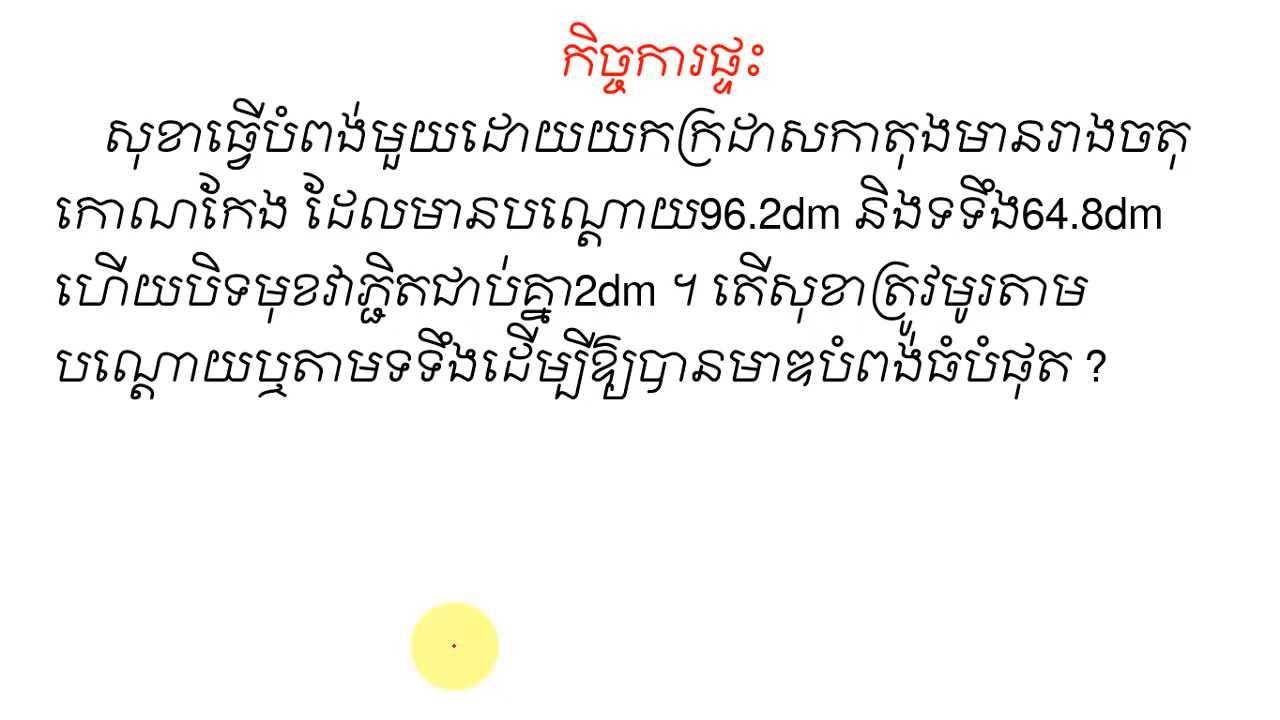 កិច្ចការផ្ទះ
សុខាធ្វើបំពង់មួយដោយយកក្រដាសកាតុងមានរាងចតុ
កោណកែង ដែលមានបណ្ដោយ96.2dm និងទទឹង64.8dm
ហើយបិទមុខវាភ្ជិតជាប់គ្នា2dm ។ តើសុខាត្រូវមូរតាម
បណ្ដោយឬតាមទទឹងដើម្បីឱ្យបានមាឌបំពង់ធំបំផុត ?